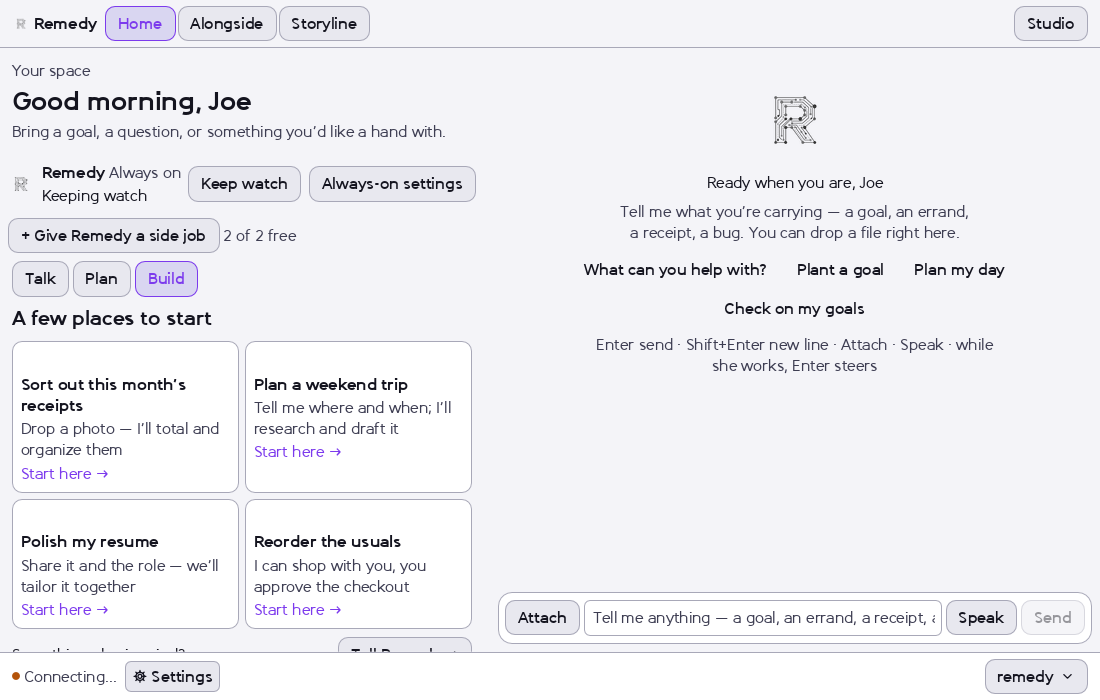 Remedy Home Alongside Storyline Studio
Your space
Good morning, Joe
Bring a goal, a question, or something you'd like a hand with.
Remedy Always on
Keeping watch
Keep watch
Always-on settings
+ Give Remedy a side job 2 of 2 free
Talk Plan Build
A few places to start
Sort out this month's
receipts
Drop a photo — I'll total and
organize them
Start here →
Plan a weekend trip
Tell me where and when; I'll
research and draft it
Start here →
Polish my resume
Share it and the role — we'll
tailor it together
Start here →
Reorder the usuals
I can shop with you, you
approve the checkout
Start here →
R
Ready when you are, Joe
Tell me what you're carrying — a goal, an errand,
a receipt, a bug. You can drop a file right here.
What can you help with? Plant a goal Plan my day
Check on my goals
Enter send · Shift+Enter new line · Attach · Speak · while
she works, Enter steers
Attach Tell me anything — a goal, an errand, a receipt, Speak Send
Connecting... Settings remedy